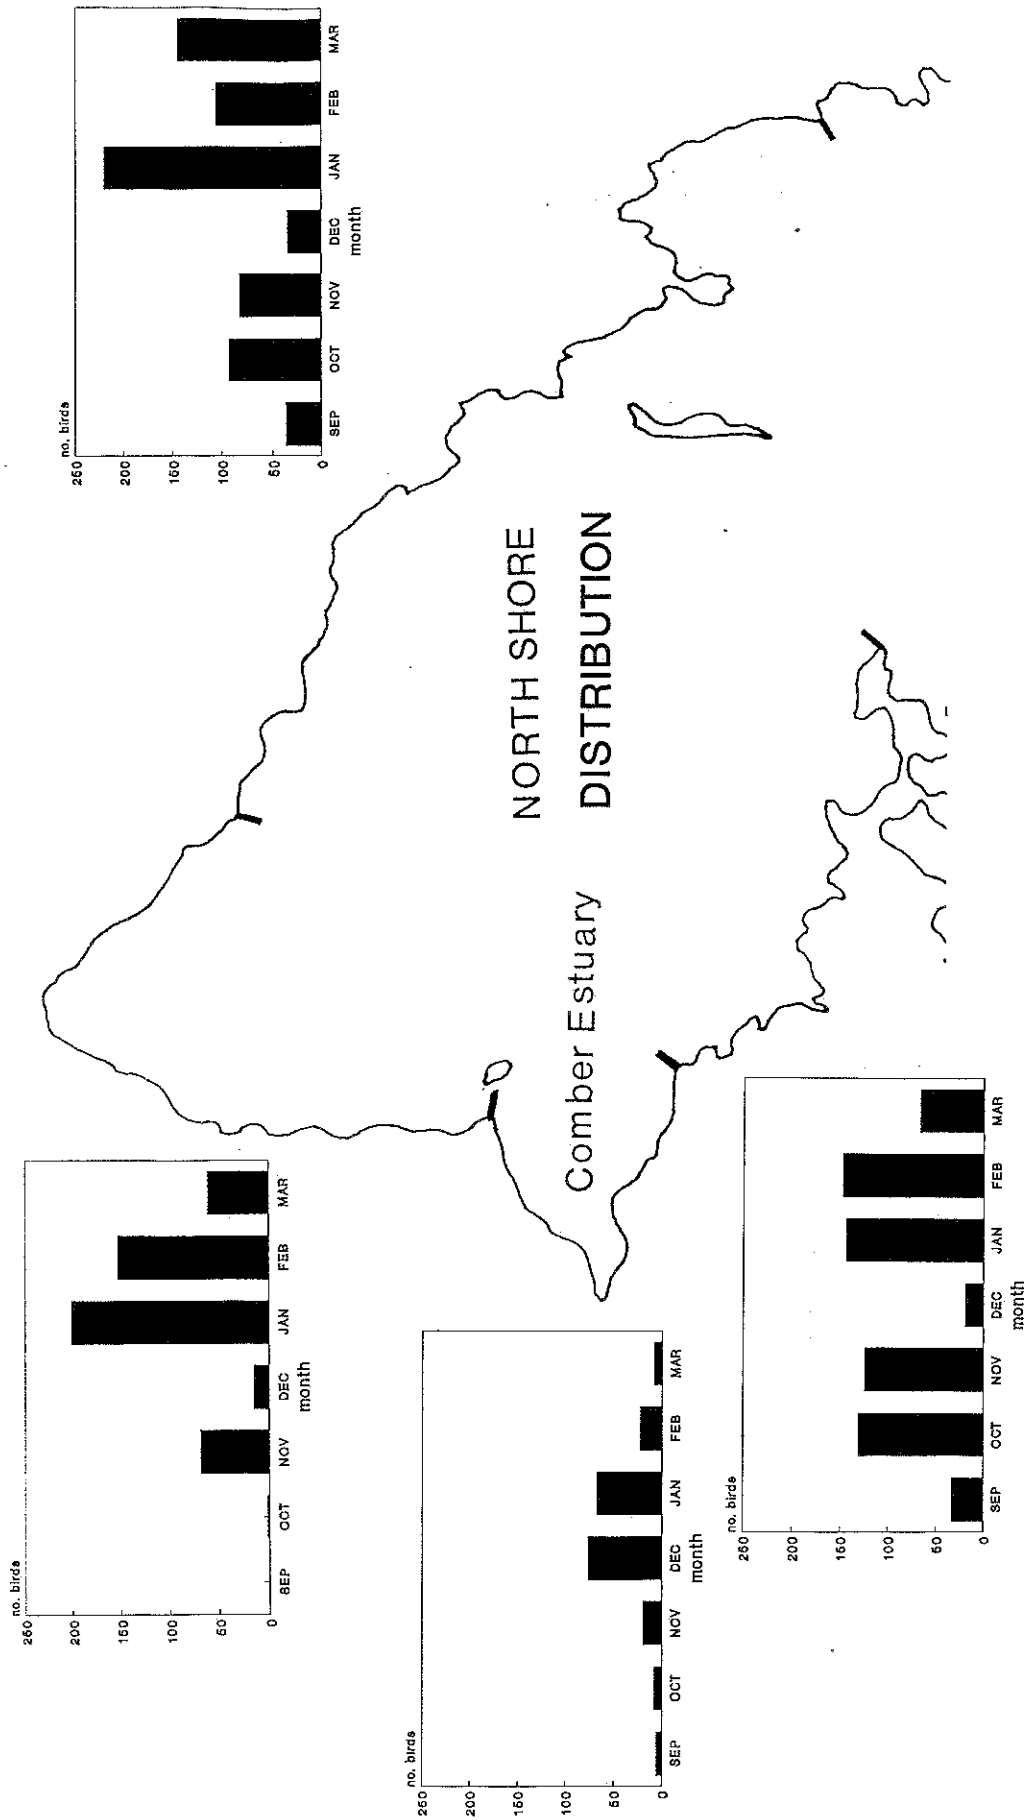 no. birds
250
200
150
100
50
0
SEP OCT NOV DEC JAN FEB MAR
month
no. birds
250
200
150
100
50
0
SEP OCT NOV DEC JAN FEB MAR
month
no. birds
250
200
150
100
50
0
SEP OCT NOV DEC JAN FEB MAR
month
NORTH SHORE
DISTRIBUTION
Comber Estuary
no. birds
250
200
150
100
50
0
SEP OCT NOV DEC JAN FEB MAR
month